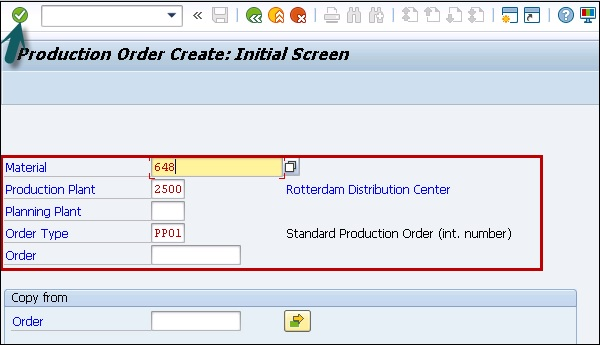 Production Order Create: Initial Screen
Material 648
Production Plant 2500 Rotterdam Distribution Center
Planning Plant
Order Type PP01 Standard Production Order (int. number)
Order
Copy from
Order